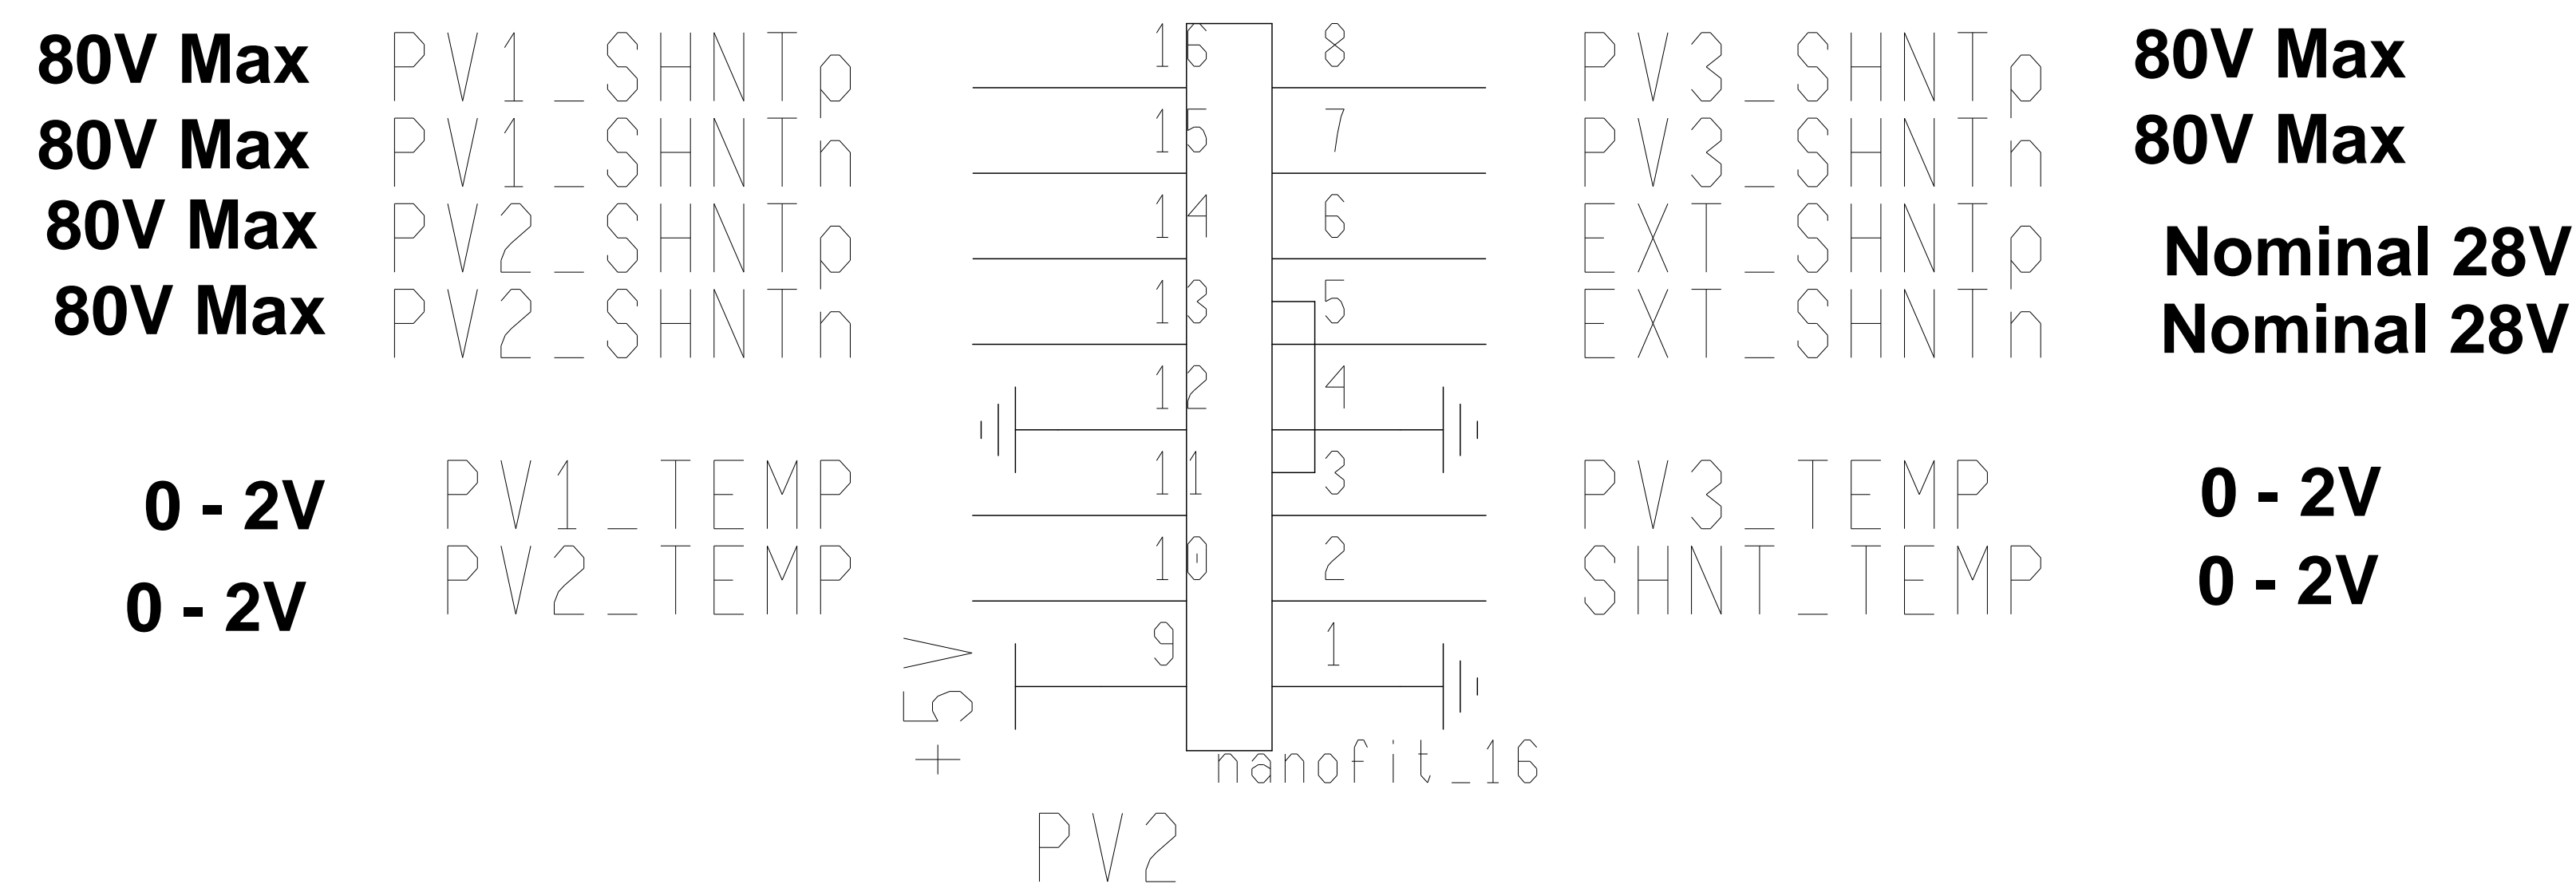 80V Max PV1_SHNTp 16 8 PV3_SHNTp 80V Max
80V Max PV1_SHNTn 15 7 PV3_SHNTn 80V Max
80V Max PV2_SHNTp 14 6 EXT_SHNTp Nominal 28V
80V Max PV2_SHNTn 13 5 EXT_SHNTn Nominal 28V
12 4
0 - 2V PV1_TEMP 11 3 PV3_TEMP 0 - 2V
0 - 2V PV2_TEMP 10 2 SHNT_TEMP 0 - 2V
+5V 9 1
nanofit_16
PV2